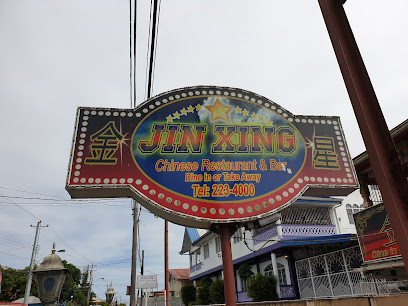 金 JIN XING 星
Chinese Restaurant & Bar
Dine In or Take Away
Tel: 223-4000